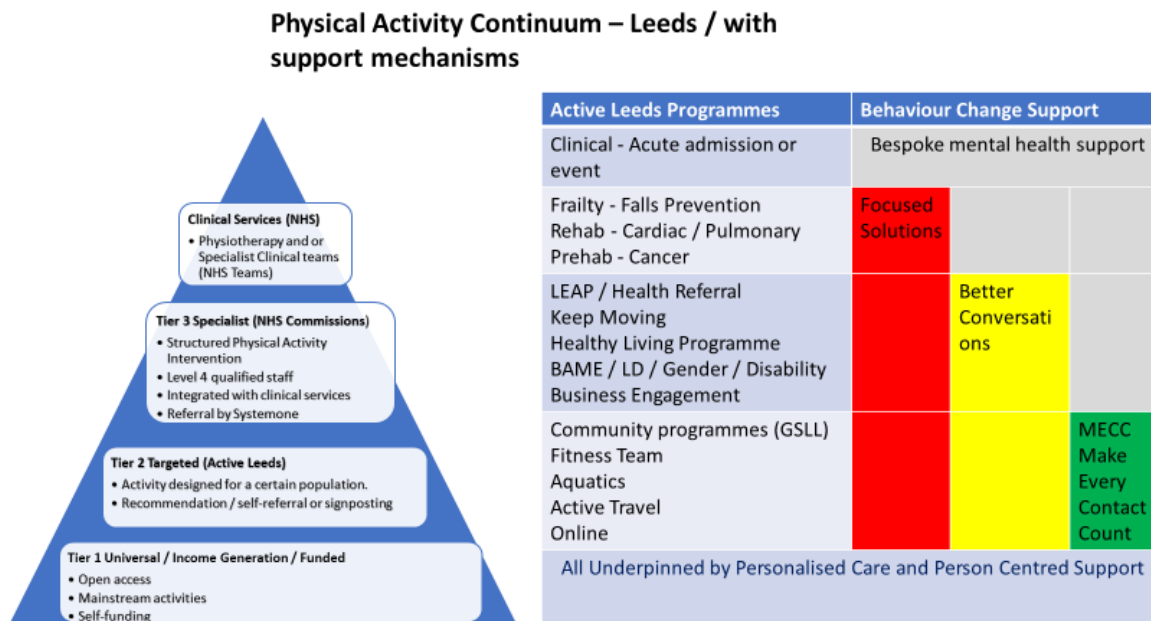 Physical Activity Continuum – Leeds / with
support mechanisms
Clinical Services (NHS)
• Physiotherapy and or
Specialist Clinical teams
(NHS Teams)
Tier 3 Specialist (NHS Commissions)
• Structured Physical Activity
Intervention
• Level 4 qualified staff
• Integrated with clinical services
• Referral by Systemone
Tier 2 Targeted (Active Leeds)
• Activity designed for a certain population.
• Recommendation / self-referral or signposting
Tier 1 Universal / Income Generation / Funded
• Open access
• Mainstream activities
• Self-funding
Active Leeds Programmes
Behaviour Change Support
Clinical - Acute admission or
event
Bespoke mental health support
Frailty - Falls Prevention
Rehab - Cardiac / Pulmonary
Prehab - Cancer
Focused
Solutions
LEAP / Health Referral
Keep Moving
Healthy Living Programme
BAME / LD / Gender / Disability
Business Engagement
Better
Conversati
ons
Community programmes (GSLL)
Fitness Team
Aquatics
Active Travel
Online
MECC
Make
Every
Contact
Count
All Underpinned by Personalised Care and Person Centred Support